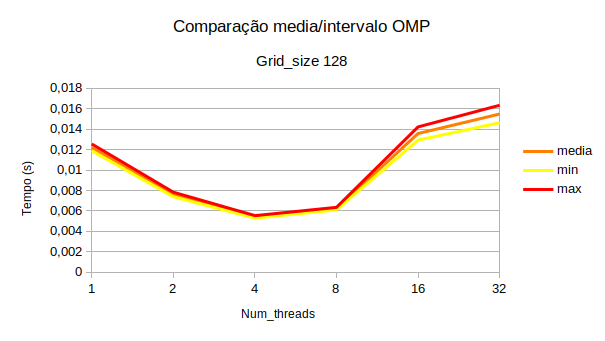 Comparação media/intervalo OMP
Grid_size 128
Tempo (s)
0,018
0,016
0,014
0,012
0,01
0,008
0,006
0,004
0,002
0
1 2 4 8 16 32
Num_threads
media
min
max